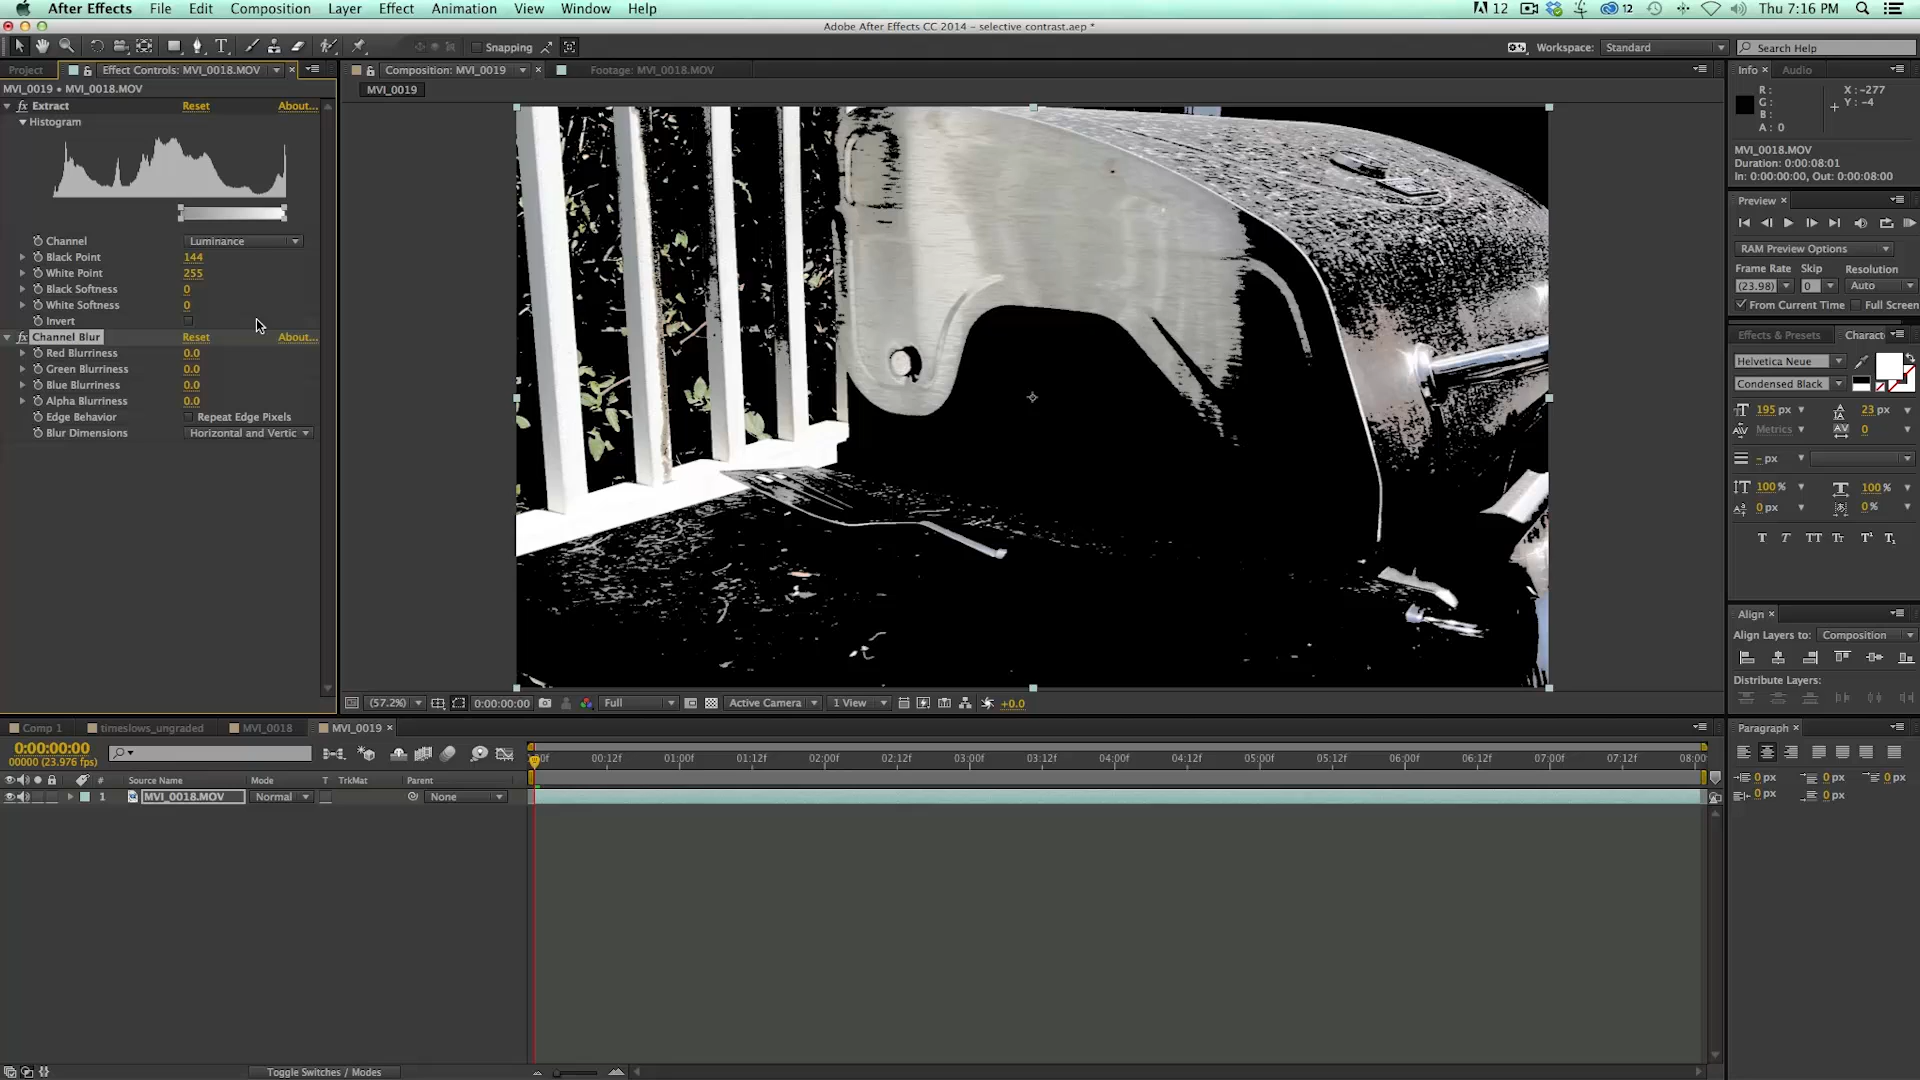 After Effects File Edit Composition Layer Effect Animation View Window Help 12 12 Thu 7:16 PM
Adobe After Effects CC 2014 – selective contrast.aep *
Snapping Workspace: Standard Search Help
Project Effect Controls: MVI_0018.MOV Composition: MVI_0019 Footage: MVI_0018.MOV Info Audio
MVI_0019 • MVI_0018.MOV
MVI_0019
Extract Reset About...
Histogram
Channel Luminance
Black Point 144
White Point 255
Black Softness 0
White Softness 0
Invert
Channel Blur Reset About...
Red Blurriness 0.0
Green Blurriness 0.0
Blue Blurriness 0.0
Alpha Blurriness 0.0
Edge Behavior Repeat Edge Pixels
Blur Dimensions Horizontal and Vertic
R : X : -277
G : Y : -4
B :
A : 0
MVI_0018.MOV
Duration: 0:00:08:01
In: 0:00:00:00, Out: 0:00:08:00
Preview
RAM Preview Options
Frame Rate Skip Resolution
(23.98) 0 Auto
From Current Time Full Screen
Effects & Presets Charact
Helvetica Neue
Condensed Black
195 px 23 px
Metrics 0
– px
100 % 100 %
0 px 0 %
T T TT Tr T¹ T₁
Align
Align Layers to: Composition
Distribute Layers:
(57.2%) 0:00:00:00 Full Active Camera 1 View +0.0
Comp 1 timeslows_ungraded MVI_0018 MVI_0019
0:00:00:00
00000 (23.976 fps)
00:12f 01:00f 01:12f 02:00f 02:12f 03:00f 03:12f 04:00f 04:12f 05:00f 05:12f 06:00f 06:12f 07:00f 07:12f 08:00
# Source Name Mode T TrkMat Parent
1 MVI_0018.MOV Normal None
Paragraph
0 px 0 px 0 px
0 px 0 px
Toggle Switches / Modes